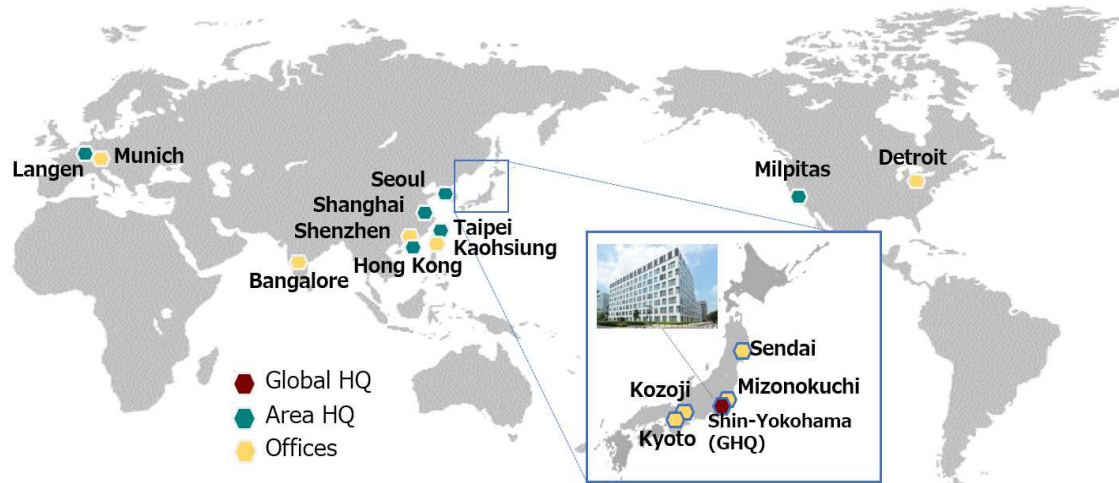 Langen
Munich
Seoul
Shanghai
Shenzhen
Taipei
Kaohsiung
Hong Kong
Bangalore
Milpitas
Detroit
Global HQ
Area HQ
Offices
Sendai
Kozoji
Mizonokuchi
Kyoto
Shin-Yokohama
(GHQ)